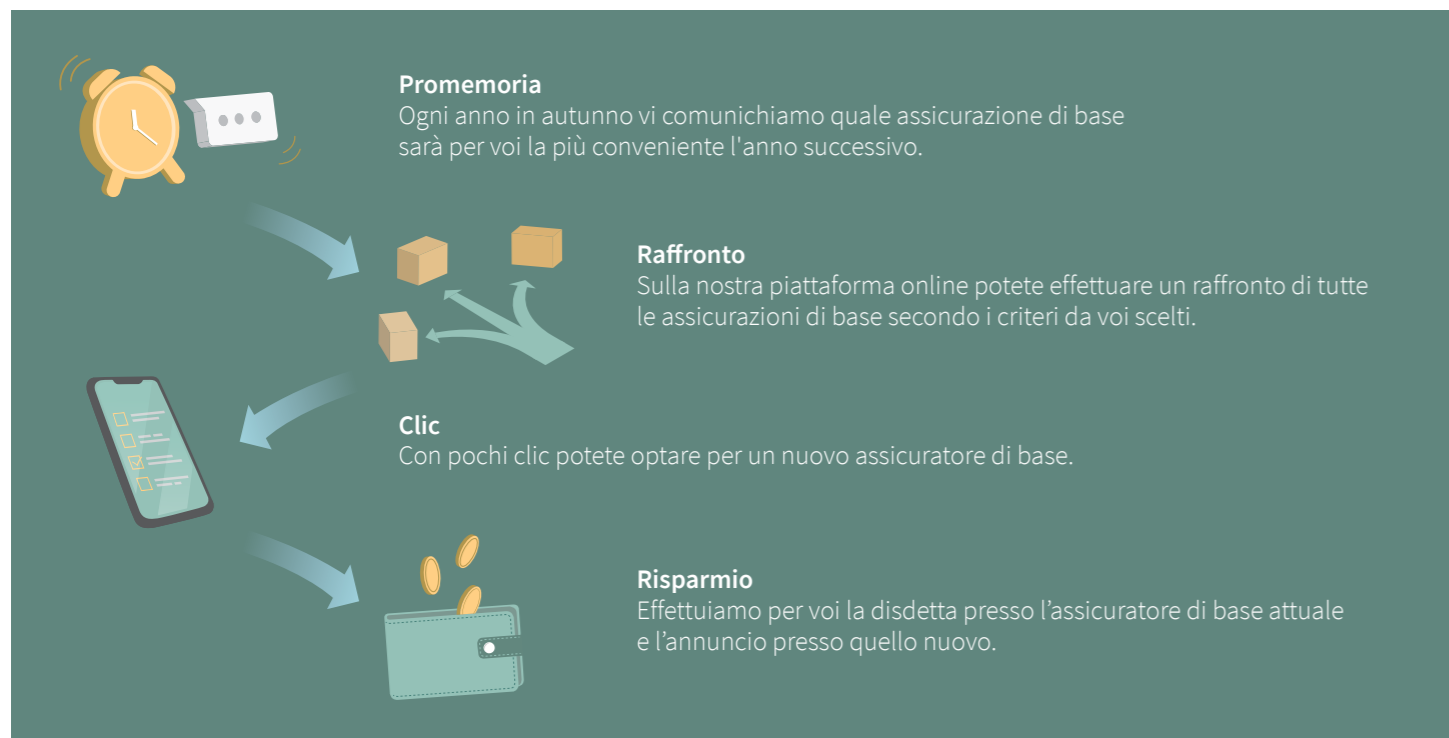 Promemoria
Ogni anno in autunno vi comunichiamo quale assicurazione di base
sarà per voi la più conveniente l'anno successivo.
Raffronto
Sulla nostra piattaforma online potete effettuare un raffronto di tutte
le assicurazioni di base secondo i criteri da voi scelti.
Clic
Con pochi clic potete optare per un nuovo assicuratore di base.
Risparmio
Effettuiamo per voi la disdetta presso l’assicuratore di base attuale
e l’annuncio presso quello nuovo.